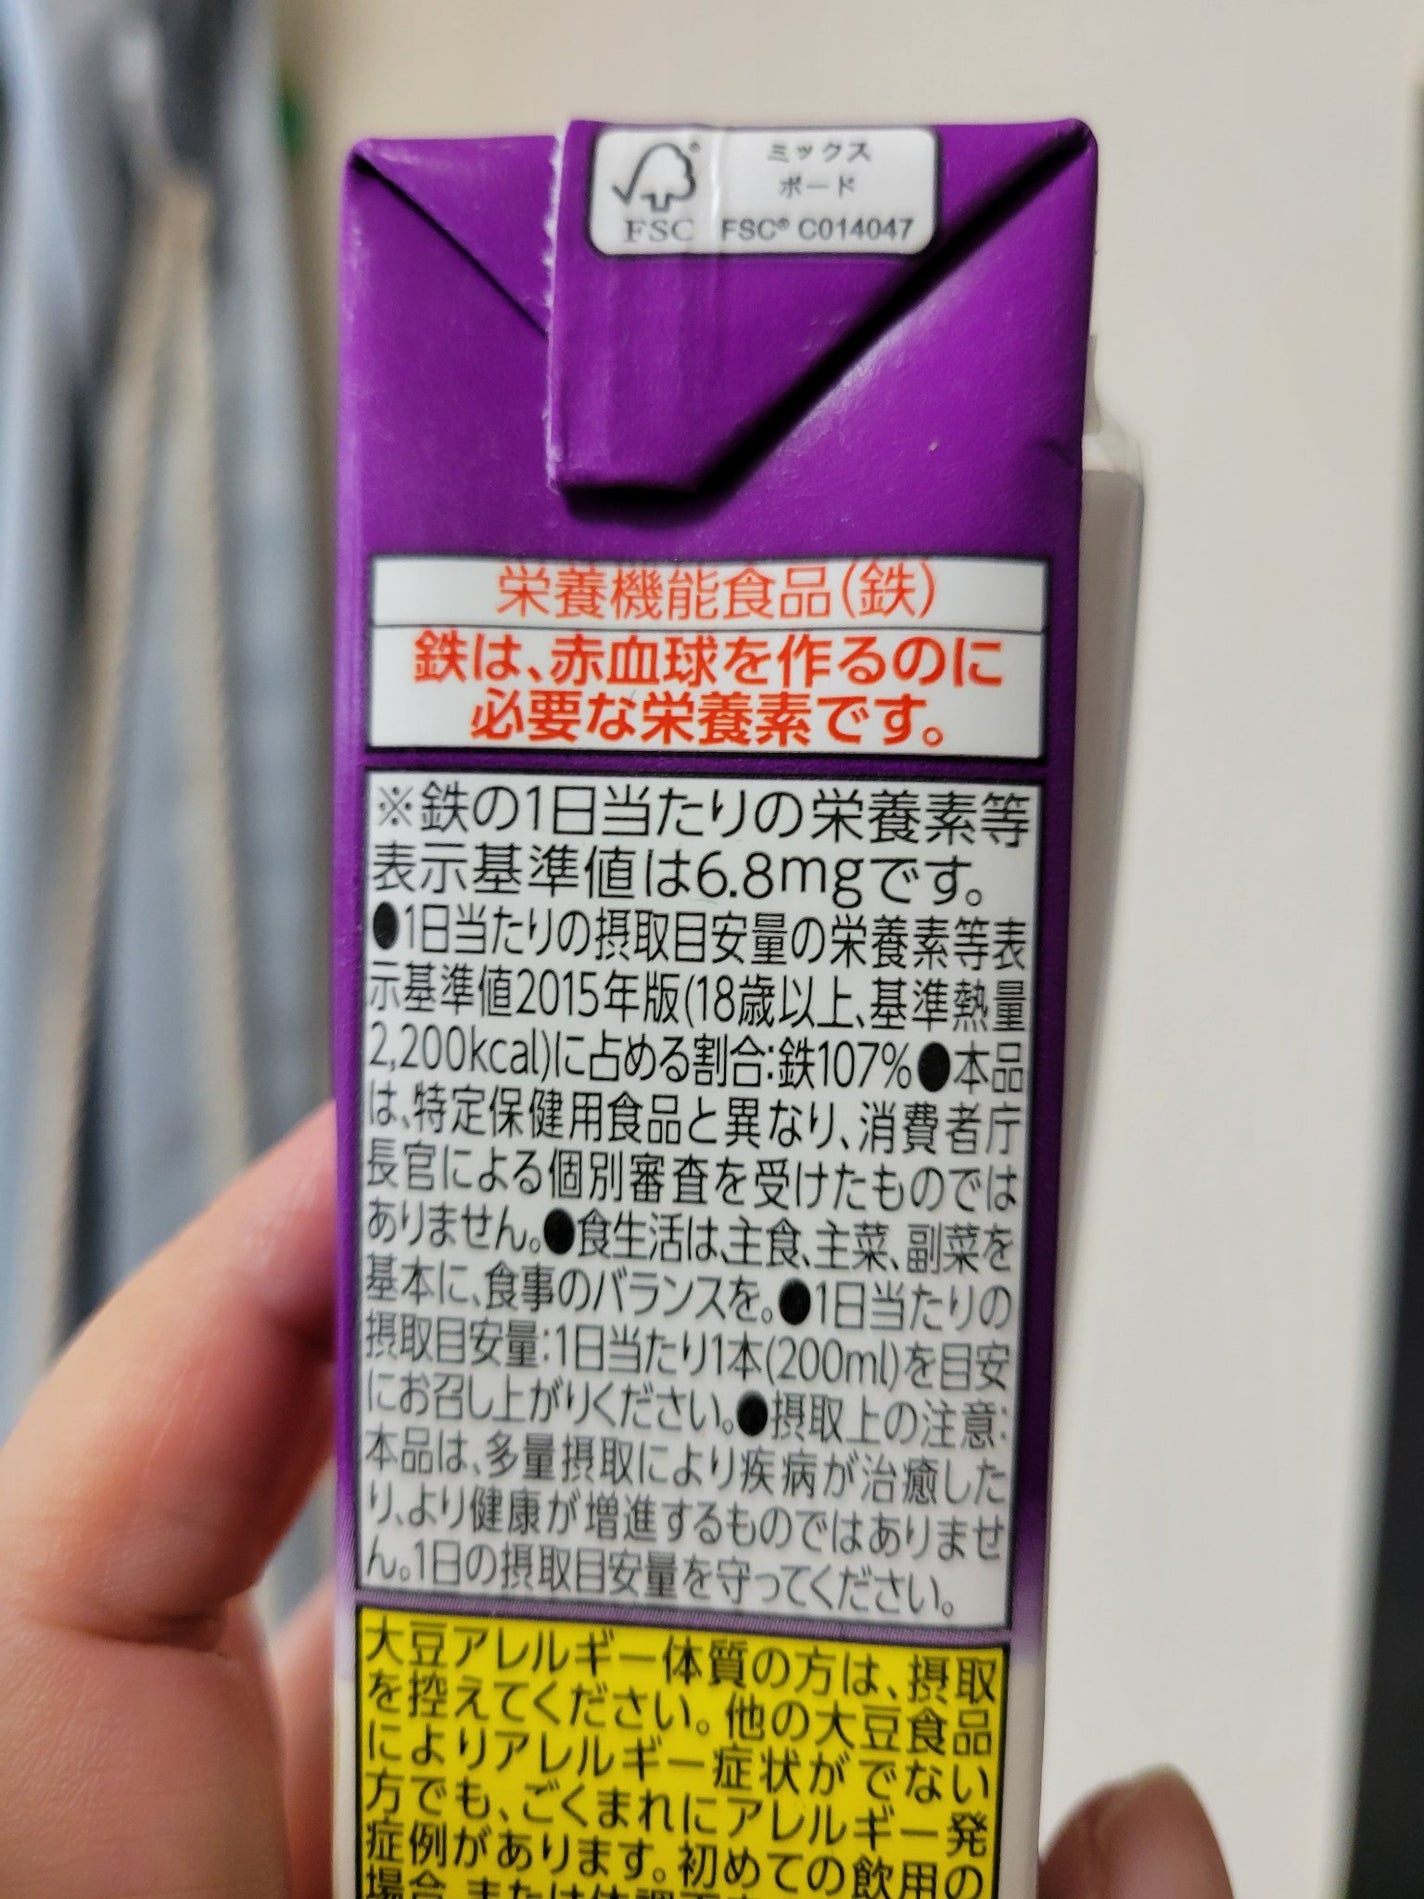 ミックス
ボード
FSC
FSC® C014047
栄養機能食品(鉄)
鉄は、赤血球を作るのに
必要な栄養素です。
※鉄の1日当たりの栄養素等
表示基準値は6.8mgです。
●1日当たりの摂取目安量の栄養素等表
示基準値2015年版(18歳以上、基準熱量
2,200kcal)に占める割合:鉄107%●本品
は、特定保健用食品と異なり、消費者庁
長官による個別審査を受けたものでは
ありません。●食生活は、主食、主菜、副菜を
基本に、食事のバランスを。●1日当たりの
摂取目安量:1日当たり1本(200ml)を目安
にお召し上がりください。●摂取上の注意:
本品は、多量摂取により疾病が治癒した
り、より健康が増進するものではありませ
ん。1日の摂取目安量を守ってください。
大豆アレルギー体質の方は、摂取
を控えてください。他の大豆食品
によりアレルギー症状がでない
方でも、ごくまれにアレルギー発
症例があります。初めての飲用の
場合、または体調